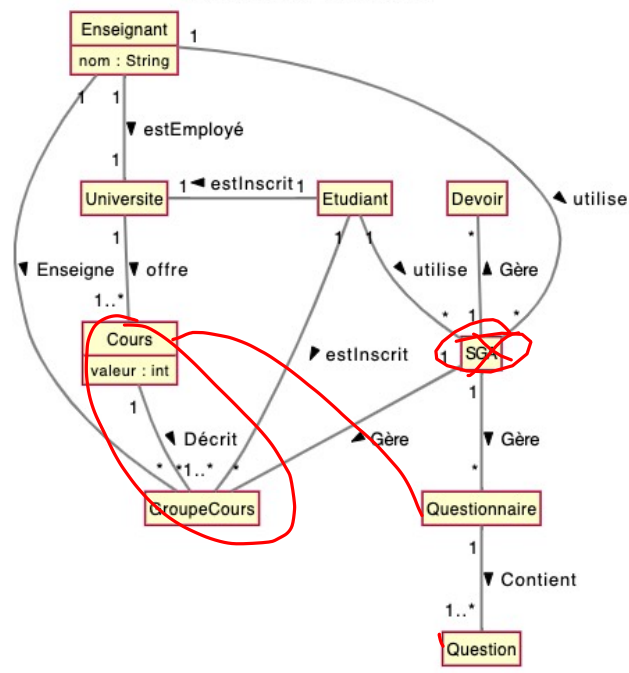 Enseignant
1
nom : String
1 1
estEmployé
1
Universite
1 estInscrit 1
Etudiant
Devoir
utilise
1
1 1
*
Enseigne
offre
utilise
Gère
1..*
*
1
*
Cours
valeur : int
estInscrit
1
SGA
1
1
Décrit
Gère
Gère
* *1..* *
*
GroupeCours
Questionnaire
1
Contient
1..*
Question